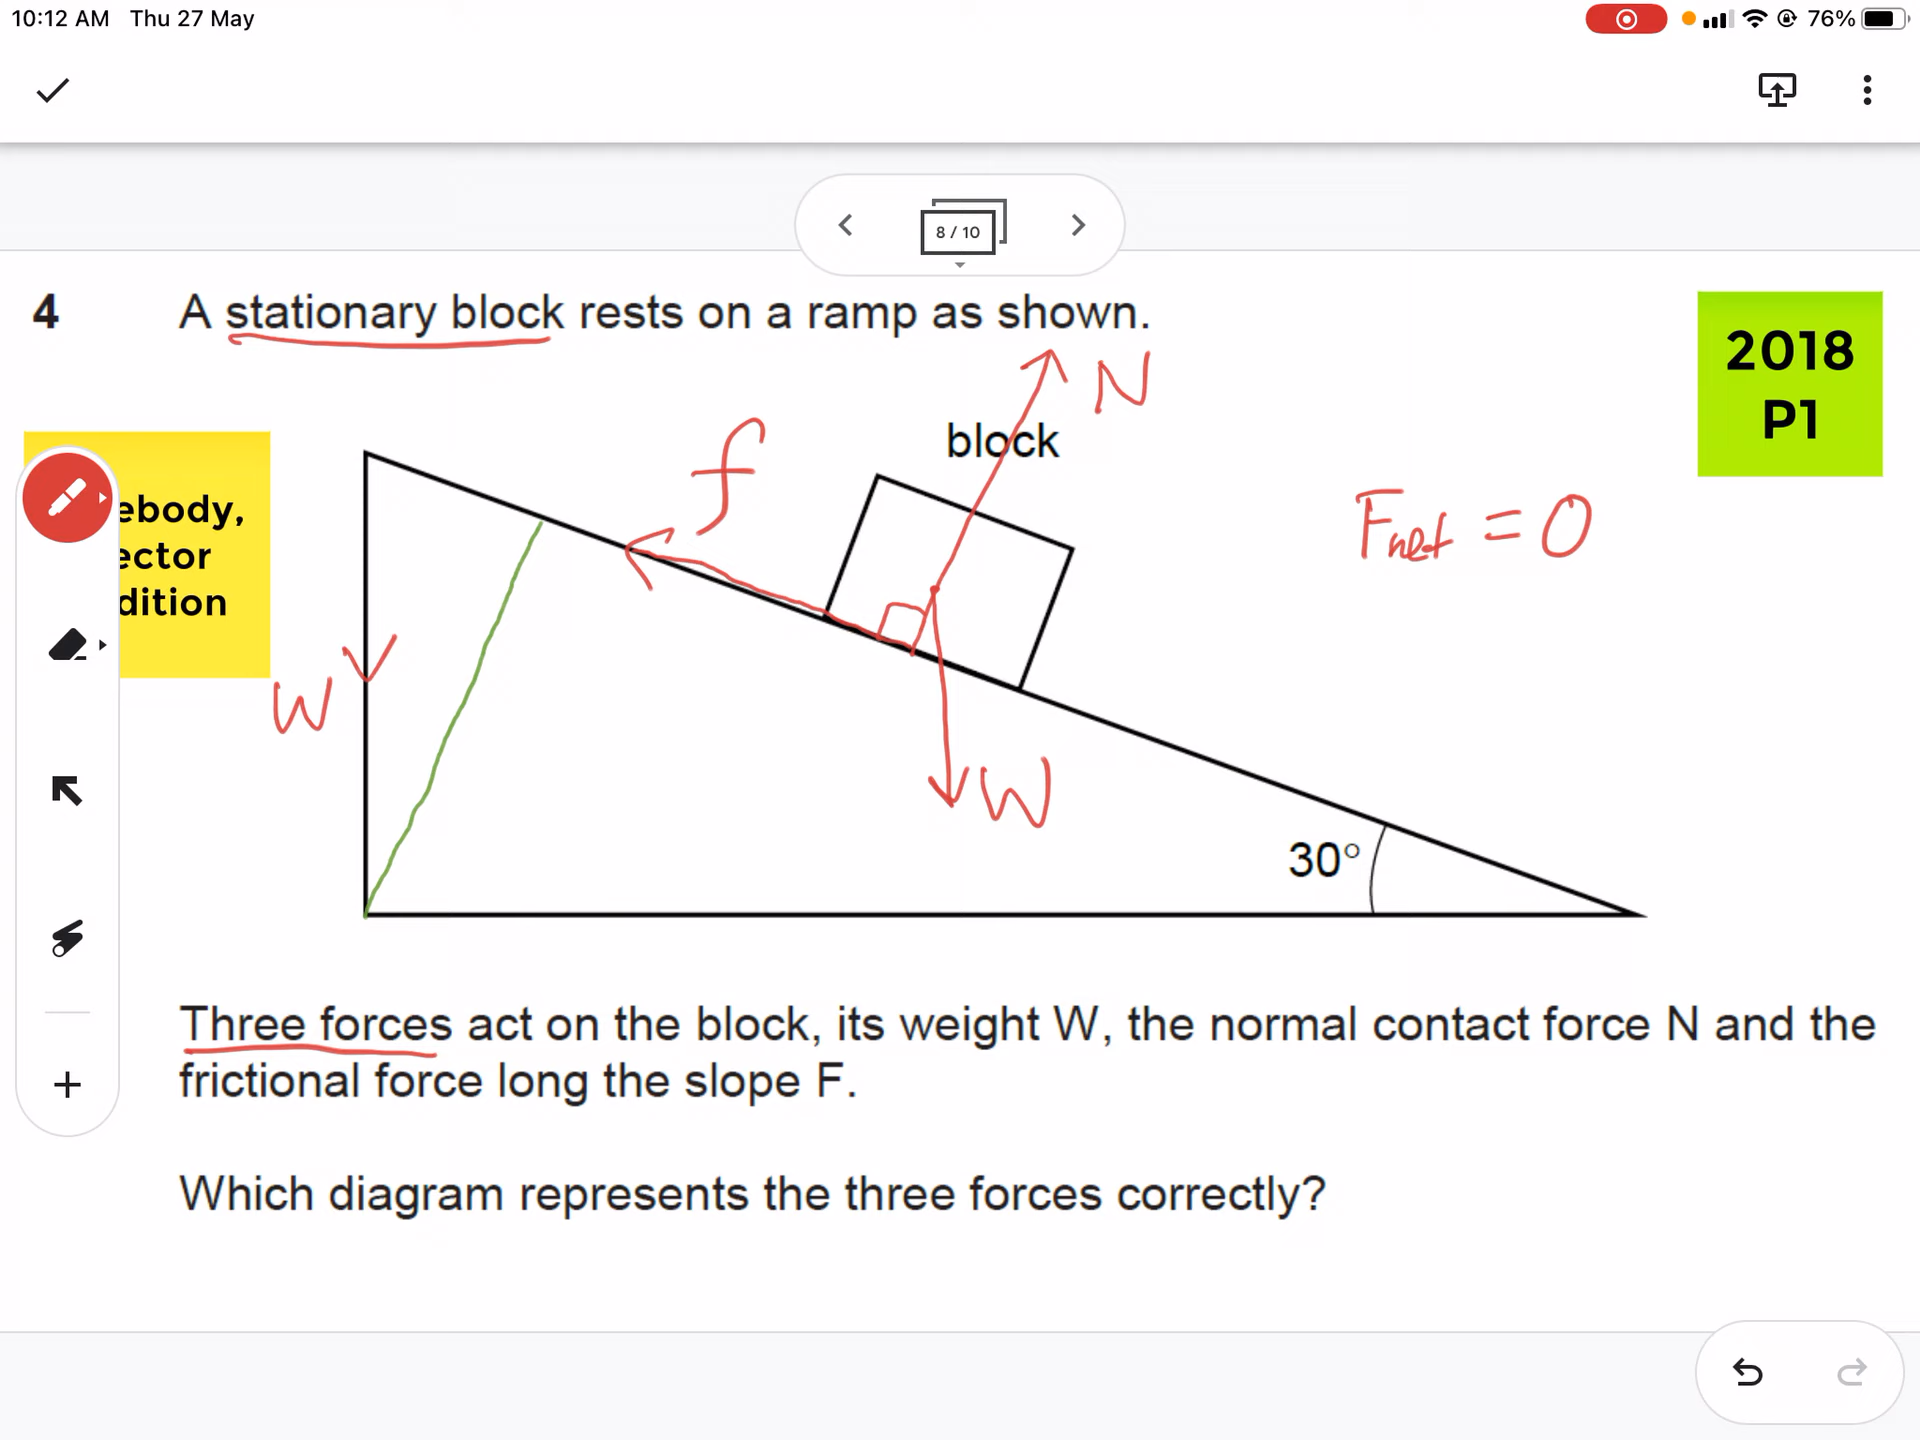 10:12 AM Thu 27 May
76%
8 / 10
4 A stationary block rests on a ramp as shown.
2018
P1
N
block
f
Fnet = 0
ebody,
ector
dition
W
W
30°
Three forces act on the block, its weight W, the normal contact force N and the
frictional force long the slope F.
Which diagram represents the three forces correctly?